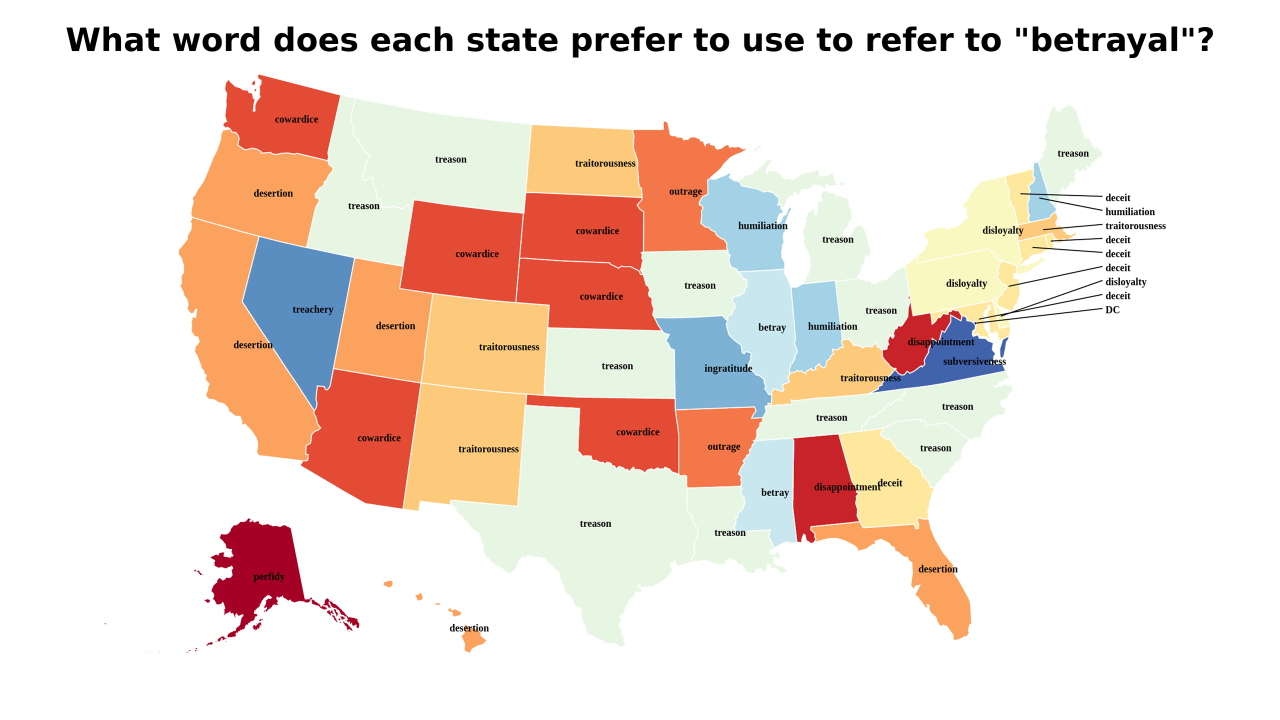 What word does each state prefer to use to refer to "betrayal"?
cowardice
treason
traitorousness
treason
outrage
desertion
treason
deceit
humiliation
traitorousness
deceit
deceit
deceit
disloyalty
deceit
DC
humiliation
disloyalty
cowardice
treason
cowardice
treason
disloyalty
cowardice
treachery
treason
desertion
betray
humiliation
desertion
traitorousness
disappointment
subversiveness
treason
ingratitude
traitorousness
treason
treason
cowardice
cowardice
traitorousness
outrage
treason
disappointment
deceit
betray
treason
treason
desertion
perfidy
desertion